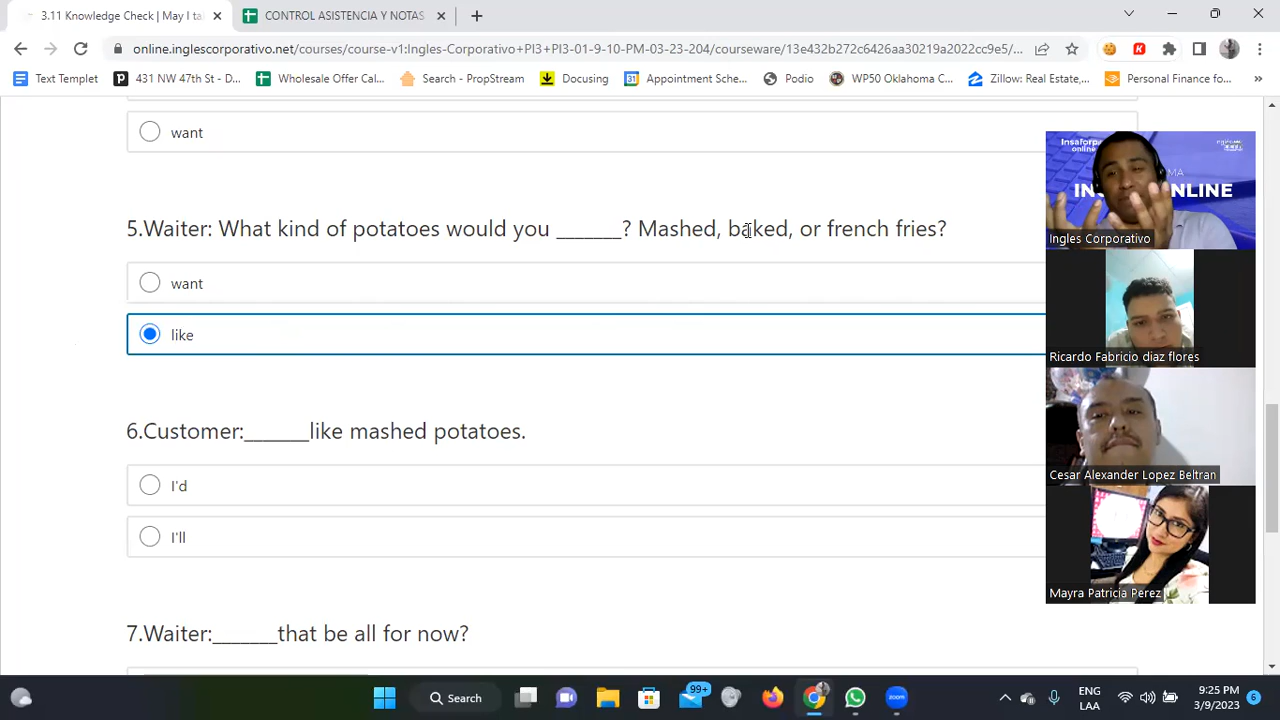 3.11 Knowledge Check | May I ta
CONTROL ASISTENCIA Y NOTAS
online.inglescorporativo.net/courses/course-v1:Ingles-Corporativo+PI3+PI3-01-9-10-PM-03-23-204/courseware/13e432b272c6426aa30219a2022cc9e5/...
Text Templet
431 NW 47th St - D...
Wholesale Offer Cal...
Search - PropStream
Docusing
Appointment Sche...
Podio
WP50 Oklahoma C...
Zillow: Real Estate,...
Personal Finance fo...
want
5.Waiter: What kind of potatoes would you _______? Mashed, baked, or french fries?
want
like
6.Customer:_______like mashed potatoes.
I'd
I'll
7.Waiter:_______that be all for now?
Ingles Corporativo
Ricardo Fabricio diaz flores
Cesar Alexander Lopez Beltran
Mayra Patricia Perez
Search
99+
ENG
LAA
9:25 PM
3/9/2023
6